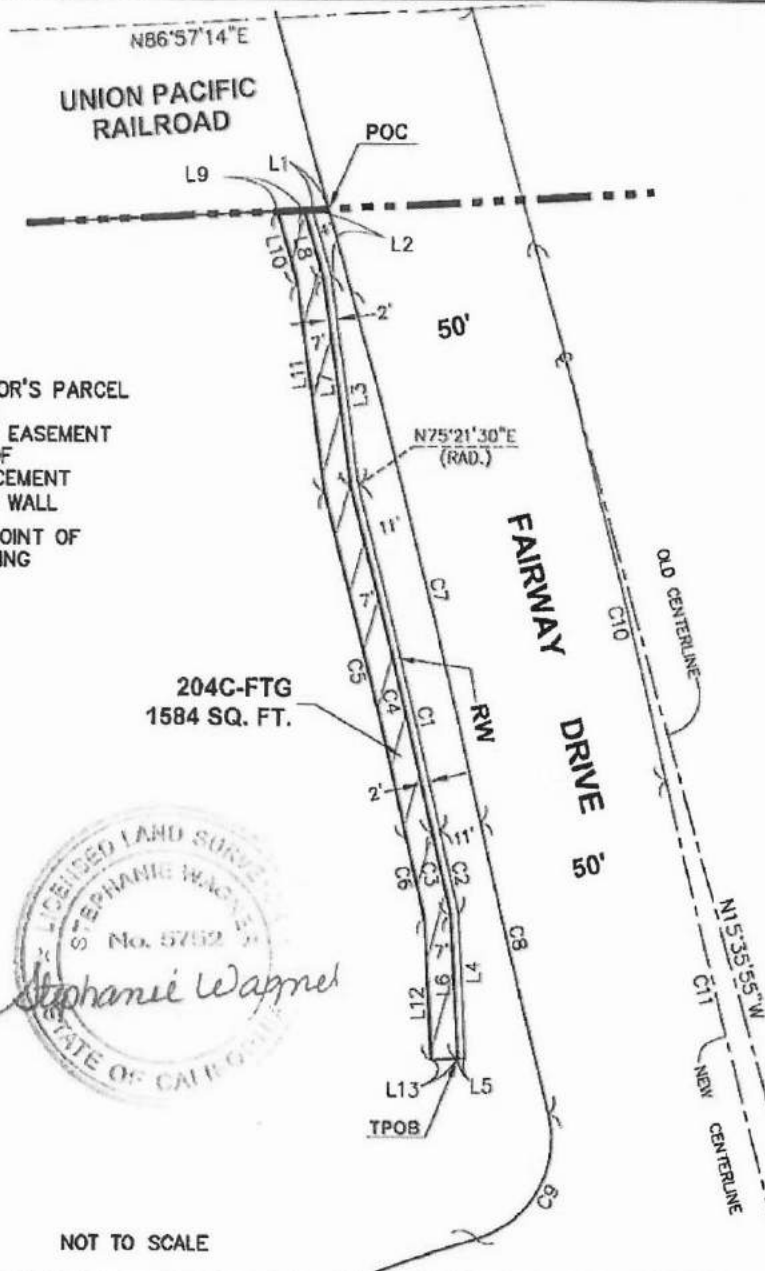 N86°57'14"E
UNION PACIFIC
RAILROAD
POC
L9
L1
L2
L10
L8
4'
2'
50'
7'
L11
L7
L3
OR'S PARCEL
EASEMENT
OF
CEMENT
WALL
OINT OF
ING
N75°21'30"E
(RAD.)
11'
FAIRWAY DRIVE
C7
C10
OLD CENTERLINE
7'
C5
C4
C1
RW
204C-FTG
1584 SQ. FT.
2'
11'
50'
C6
C3
C2
C8
N15°35'55"W
LICENSED LAND
STEPHANIE WAGNER
No. 5752
STATE OF
Stephanie Wagner
7'
L12
L6
L4
C11
NEW CENTERLINE
L13
L5
TPOB
C9
NOT TO SCALE